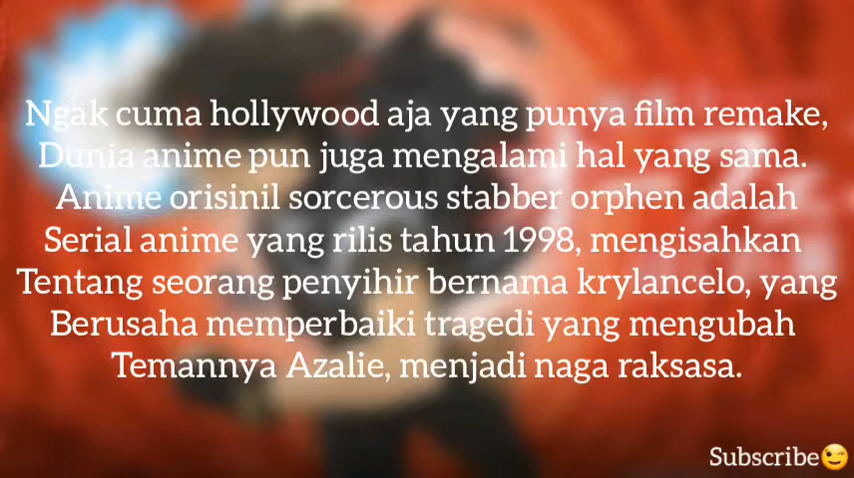 Ngak cuma hollywood aja yang punya film remake,
Dunia anime pun juga mengalami hal yang sama.
Anime orisinil sorcerous stabber orphen adalah
Serial anime yang rilis tahun 1998, mengisahkan
Tentang seorang penyihir bernama krylancelo, yang
Berusaha memperbaiki tragedi yang mengubah
Temannya Azalie, menjadi naga raksasa.
Subscribe😉